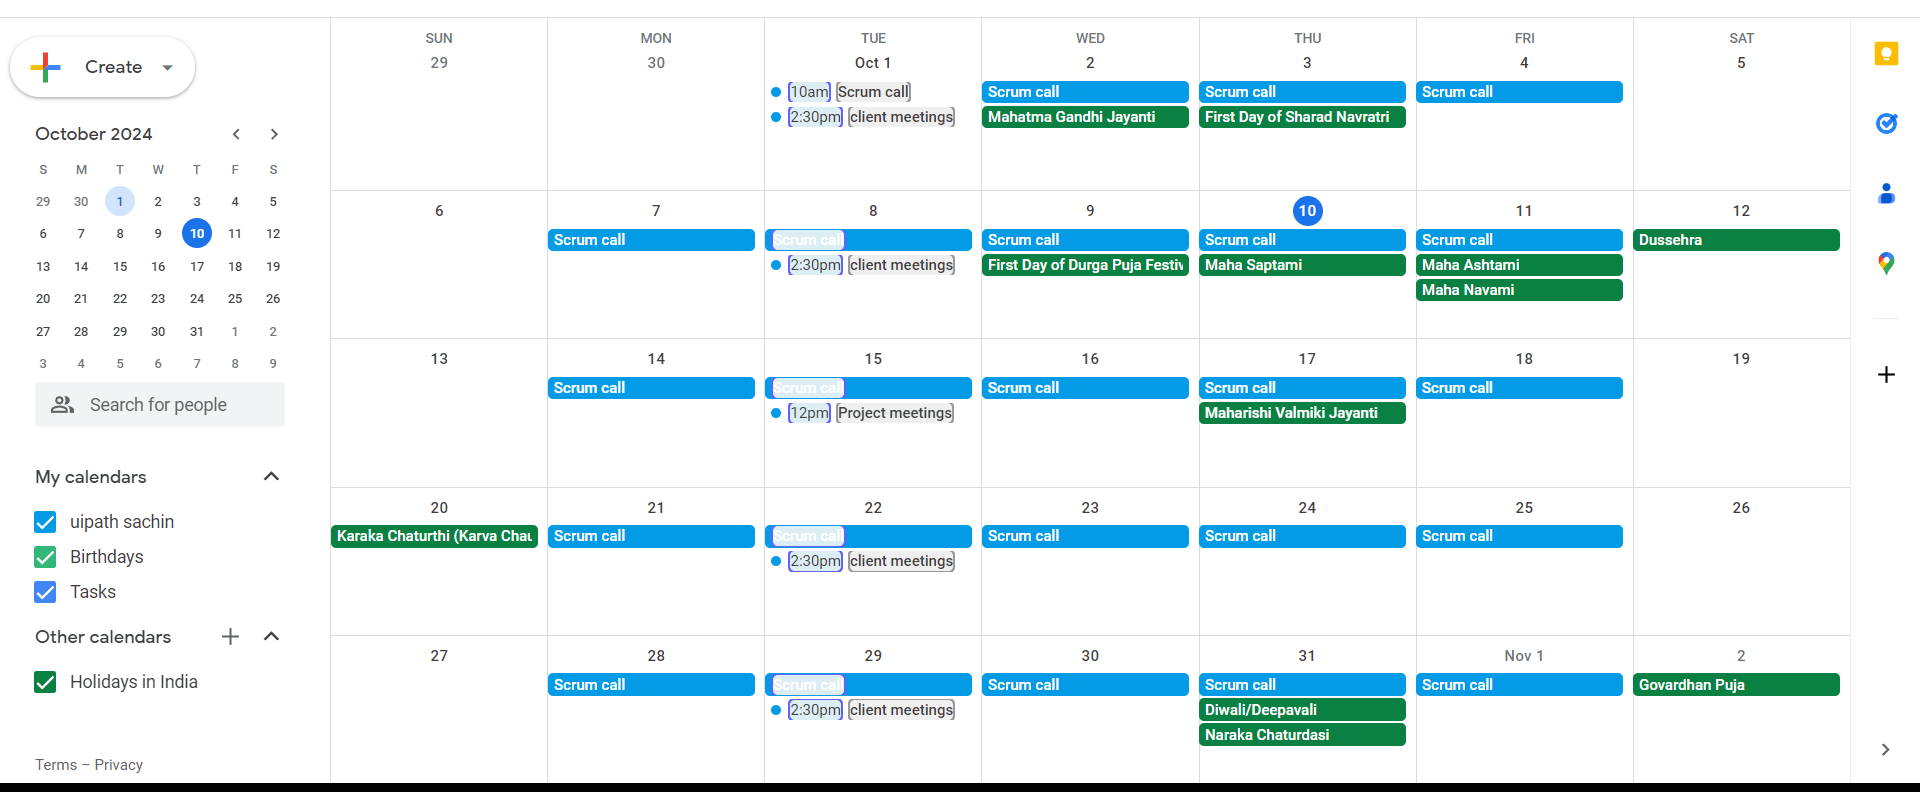 Create
October 2024
S M T W T F S
29 30 1 2 3 4 5
6 7 8 9 10 11 12
13 14 15 16 17 18 19
20 21 22 23 24 25 26
27 28 29 30 31 1 2
3 4 5 6 7 8 9
Search for people
My calendars
uipath sachin
Birthdays
Tasks
Other calendars
Holidays in India
Terms – Privacy
SUN MON TUE WED THU FRI SAT
29 30 Oct 1 2 3 4 5
10am Scrum call Scrum call Scrum call Scrum call
2:30pm client meetings Mahatma Gandhi Jayanti First Day of Sharad Navratri
6 7 8 9 10 11 12
Scrum call Scrum call Scrum call Scrum call Scrum call Dussehra
2:30pm client meetings First Day of Durga Puja Festiv Maha Saptami Maha Ashtami
Maha Navami
13 14 15 16 17 18 19
Scrum call Scrum call Scrum call Scrum call Scrum call
12pm Project meetings Maharishi Valmiki Jayanti
20 21 22 23 24 25 26
Karaka Chaturthi (Karva Chau Scrum call Scrum call Scrum call Scrum call Scrum call
2:30pm client meetings
27 28 29 30 31 Nov 1 2
Scrum call Scrum call Scrum call Scrum call Scrum call Govardhan Puja
2:30pm client meetings Diwali/Deepavali
Naraka Chaturdasi